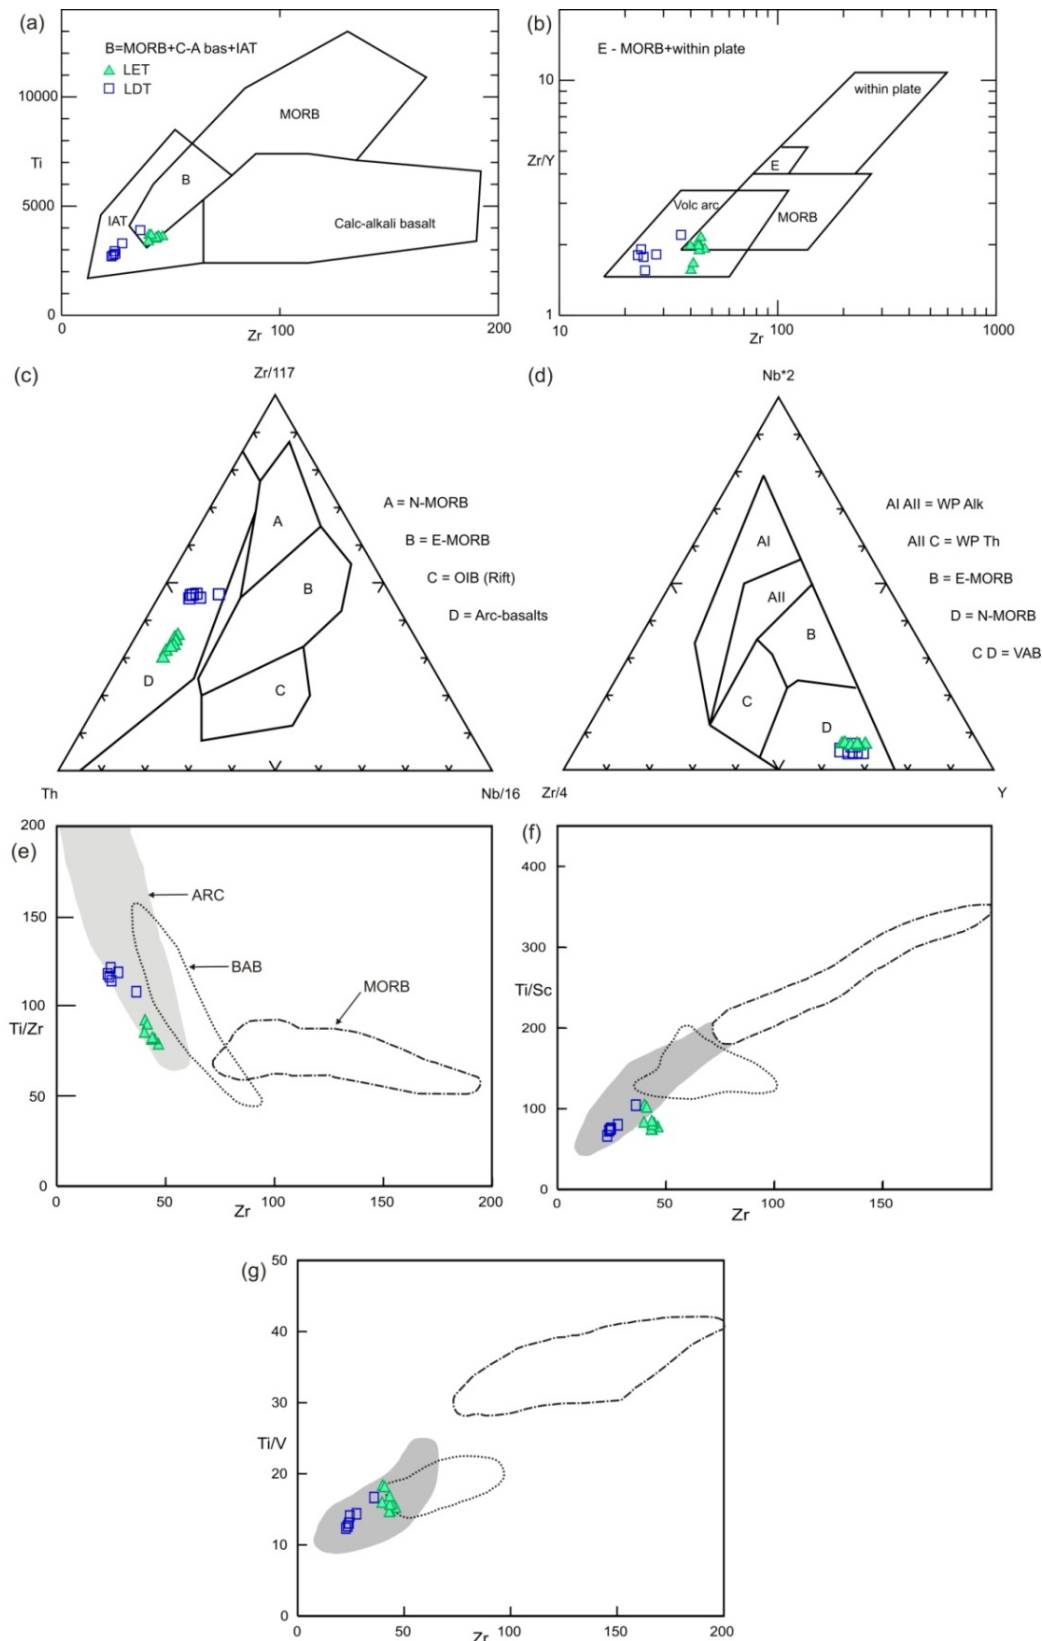 (a)
B=MORB+C-A bas+IAT
LET
LDT
10000
Ti
5000
0
MORB
B
IAT
Calc-alkali basalt
0
100
200
Zr
(b)
E - MORB+within plate
10
Zr/Y
1
within plate
E
Volc arc
MORB
10
100
1000
Zr
(c)
Zr/117
A = N-MORB
B = E-MORB
C = OIB (Rift)
D = Arc-basalts
A
B
C
D
Th
Nb/16
(d)
Nb*2
AI AII = WP Alk
AII C = WP Th
B = E-MORB
D = N-MORB
C D = VAB
AI
AII
B
C
D
Zr/4
Y
(e)
200
150
100
Ti/Zr
50
0
ARC
BAB
MORB
0
50
100
150
200
Zr
(f)
400
300
Ti/Sc
200
100
0
0
50
100
150
Zr
(g)
50
40
30
Ti/V
20
10
0
0
50
100
150
200
Zr